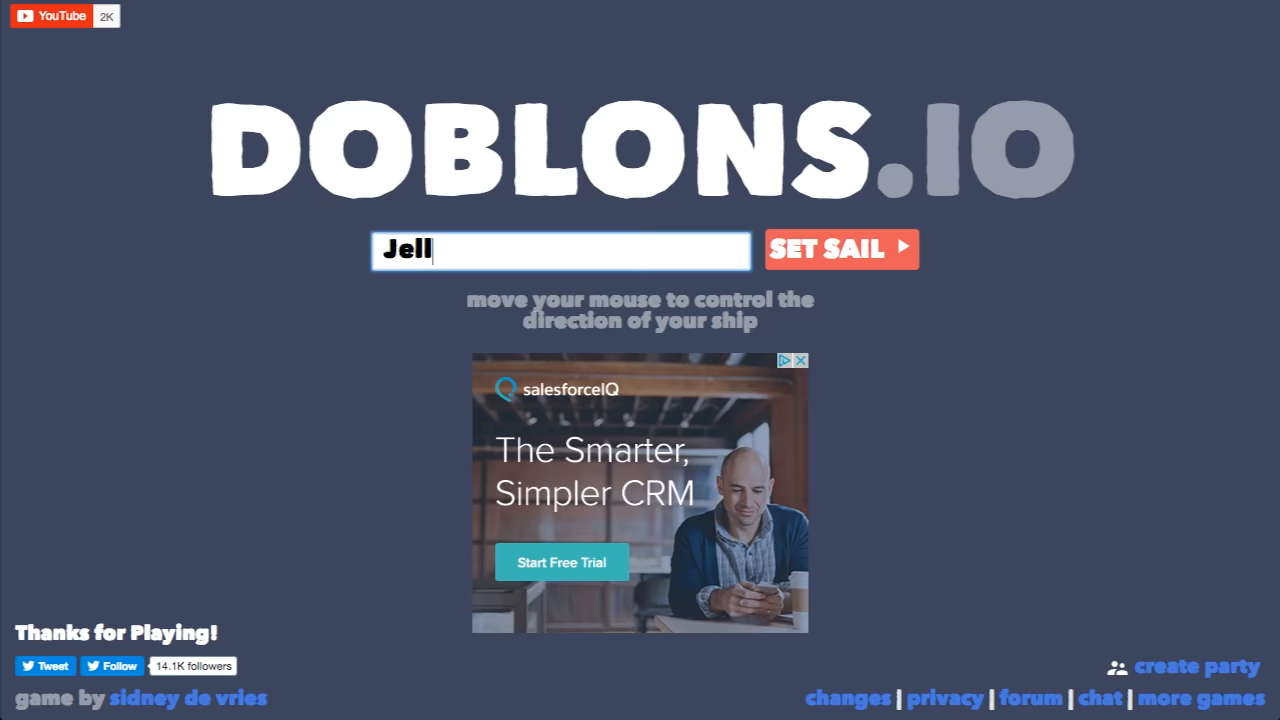 YouTube 2K
DOBLONS.IO
Jell
SET SAIL
move your mouse to control the
direction of your ship
salesforceIQ
The Smarter,
Simpler CRM
Start Free Trial
Thanks for Playing!
Tweet Follow 14.1K followers
create party
game by sidney de vries
changes | privacy | forum | chat | more games